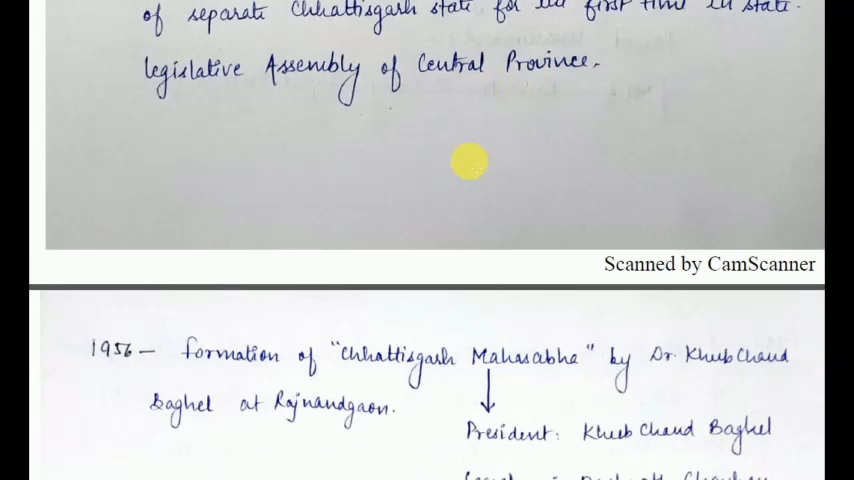 of separate Chhattisgarh state for first time in state
legislative Assembly of Central Province.
Scanned by CamScanner
1956 - formation of "Chhattisgarh Mahasabha" by Dr. Khub Chand
Baghel at Rajnandgaon.
President: Khub Chand Baghel